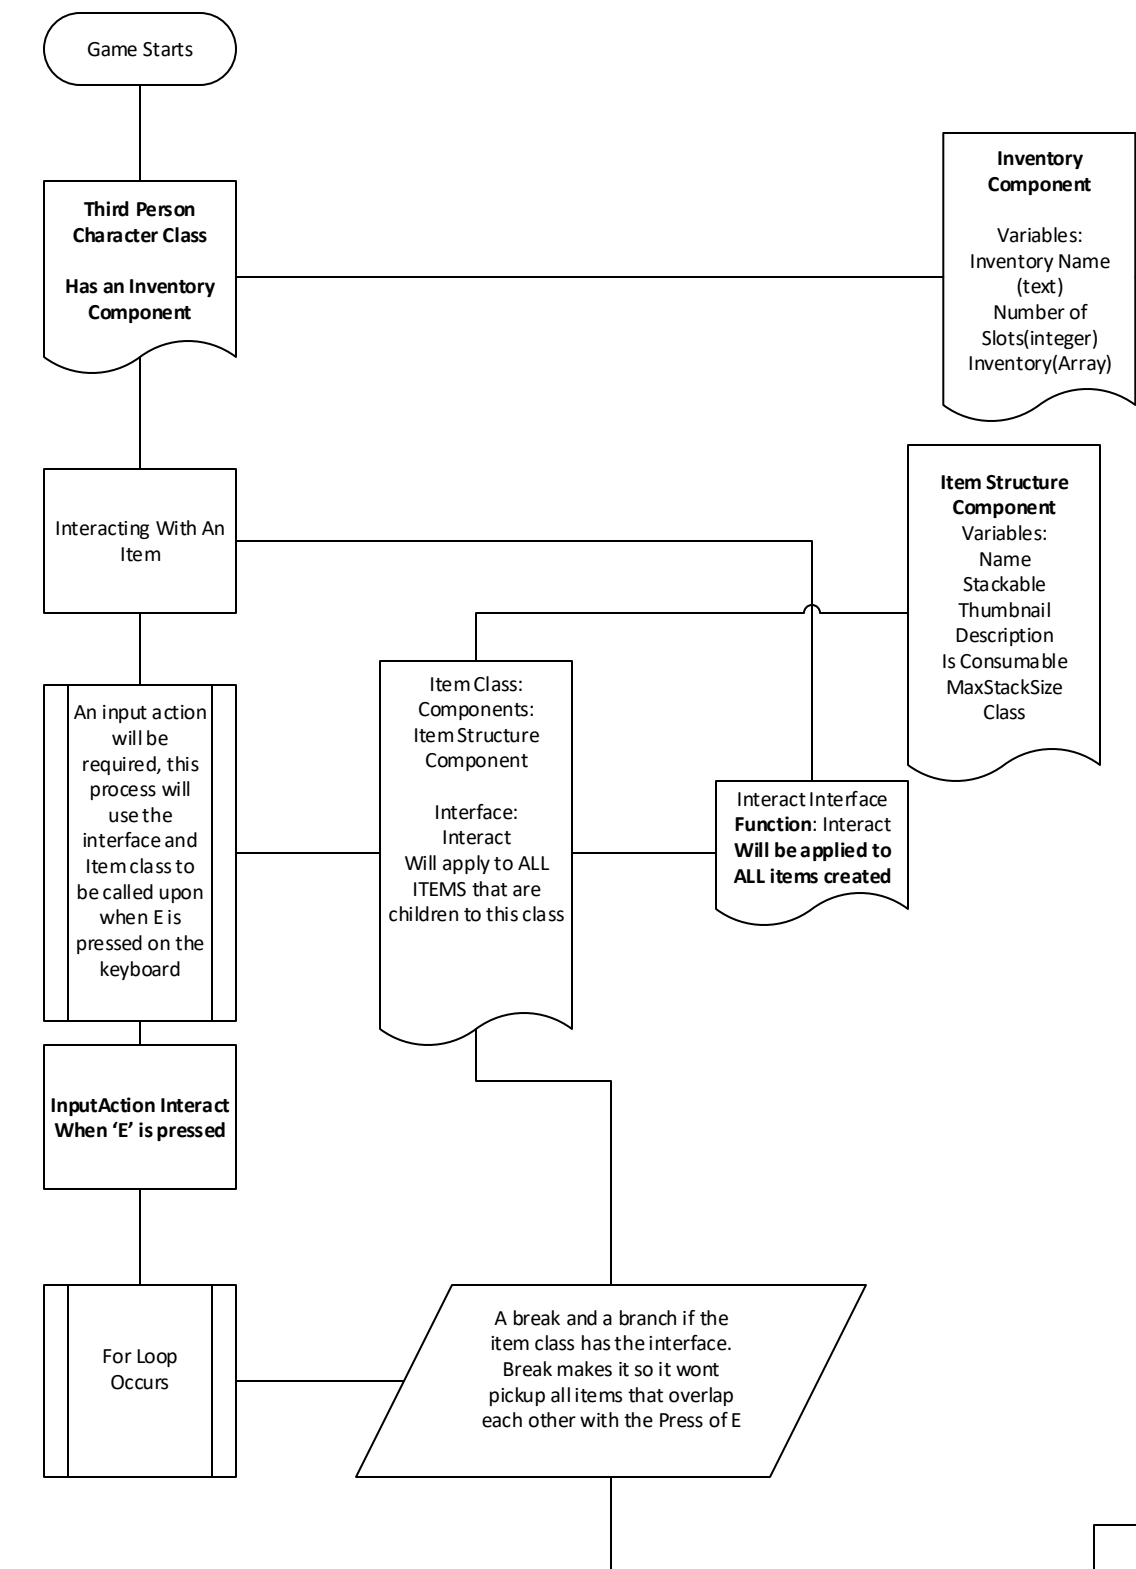 Game Starts
Third Person
Character Class
Has an Inventory
Component
Inventory
Component
Variables:
Inventory Name
(text)
Number of
Slots(integer)
Inventory(Array)
Interacting With An
Item
Item Structure
Component
Variables:
Name
Stackable
Thumbnail
Description
Is Consumable
MaxStackSize
Class
An input action
will be
required, this
process will
use the
interface and
Item class to
be called upon
when E is
pressed on the
keyboard
Item Class:
Components:
Item Structure
Component
Interface:
Interact
Will apply to ALL
ITEMS that are
children to this class
Interact Interface
Function: Interact
Will be applied to
ALL items created
InputAction Interact
When ‘E’ is pressed
For Loop
Occurs
A break and a branch if the
item class has the interface.
Break makes it so it wont
pickup all items that overlap
each other with the Press of E